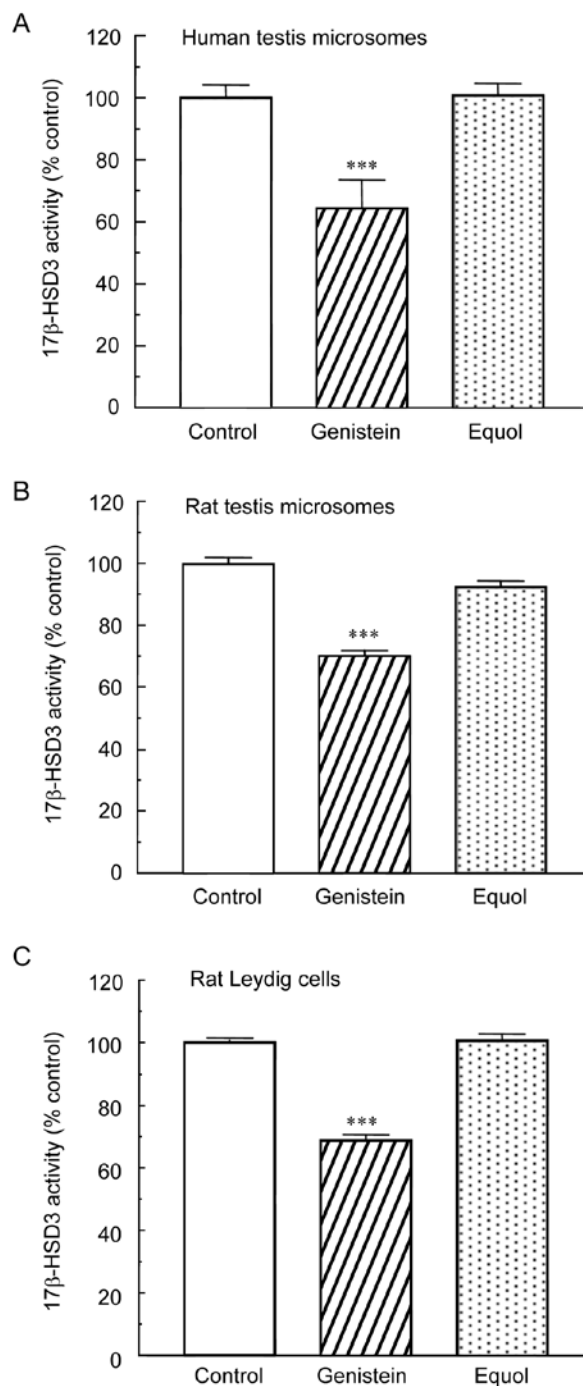 A
Human testis microsomes
17β-HSD3 activity (% control)
120
100
80
60
40
20
0
***
Control Genistein Equol
B
Rat testis microsomes
17β-HSD3 activity (% control)
120
100
80
60
40
20
0
***
Control Genistein Equol
C
Rat Leydig cells
17β-HSD3 activity (% control)
120
100
80
60
40
20
0
***
Control Genistein Equol